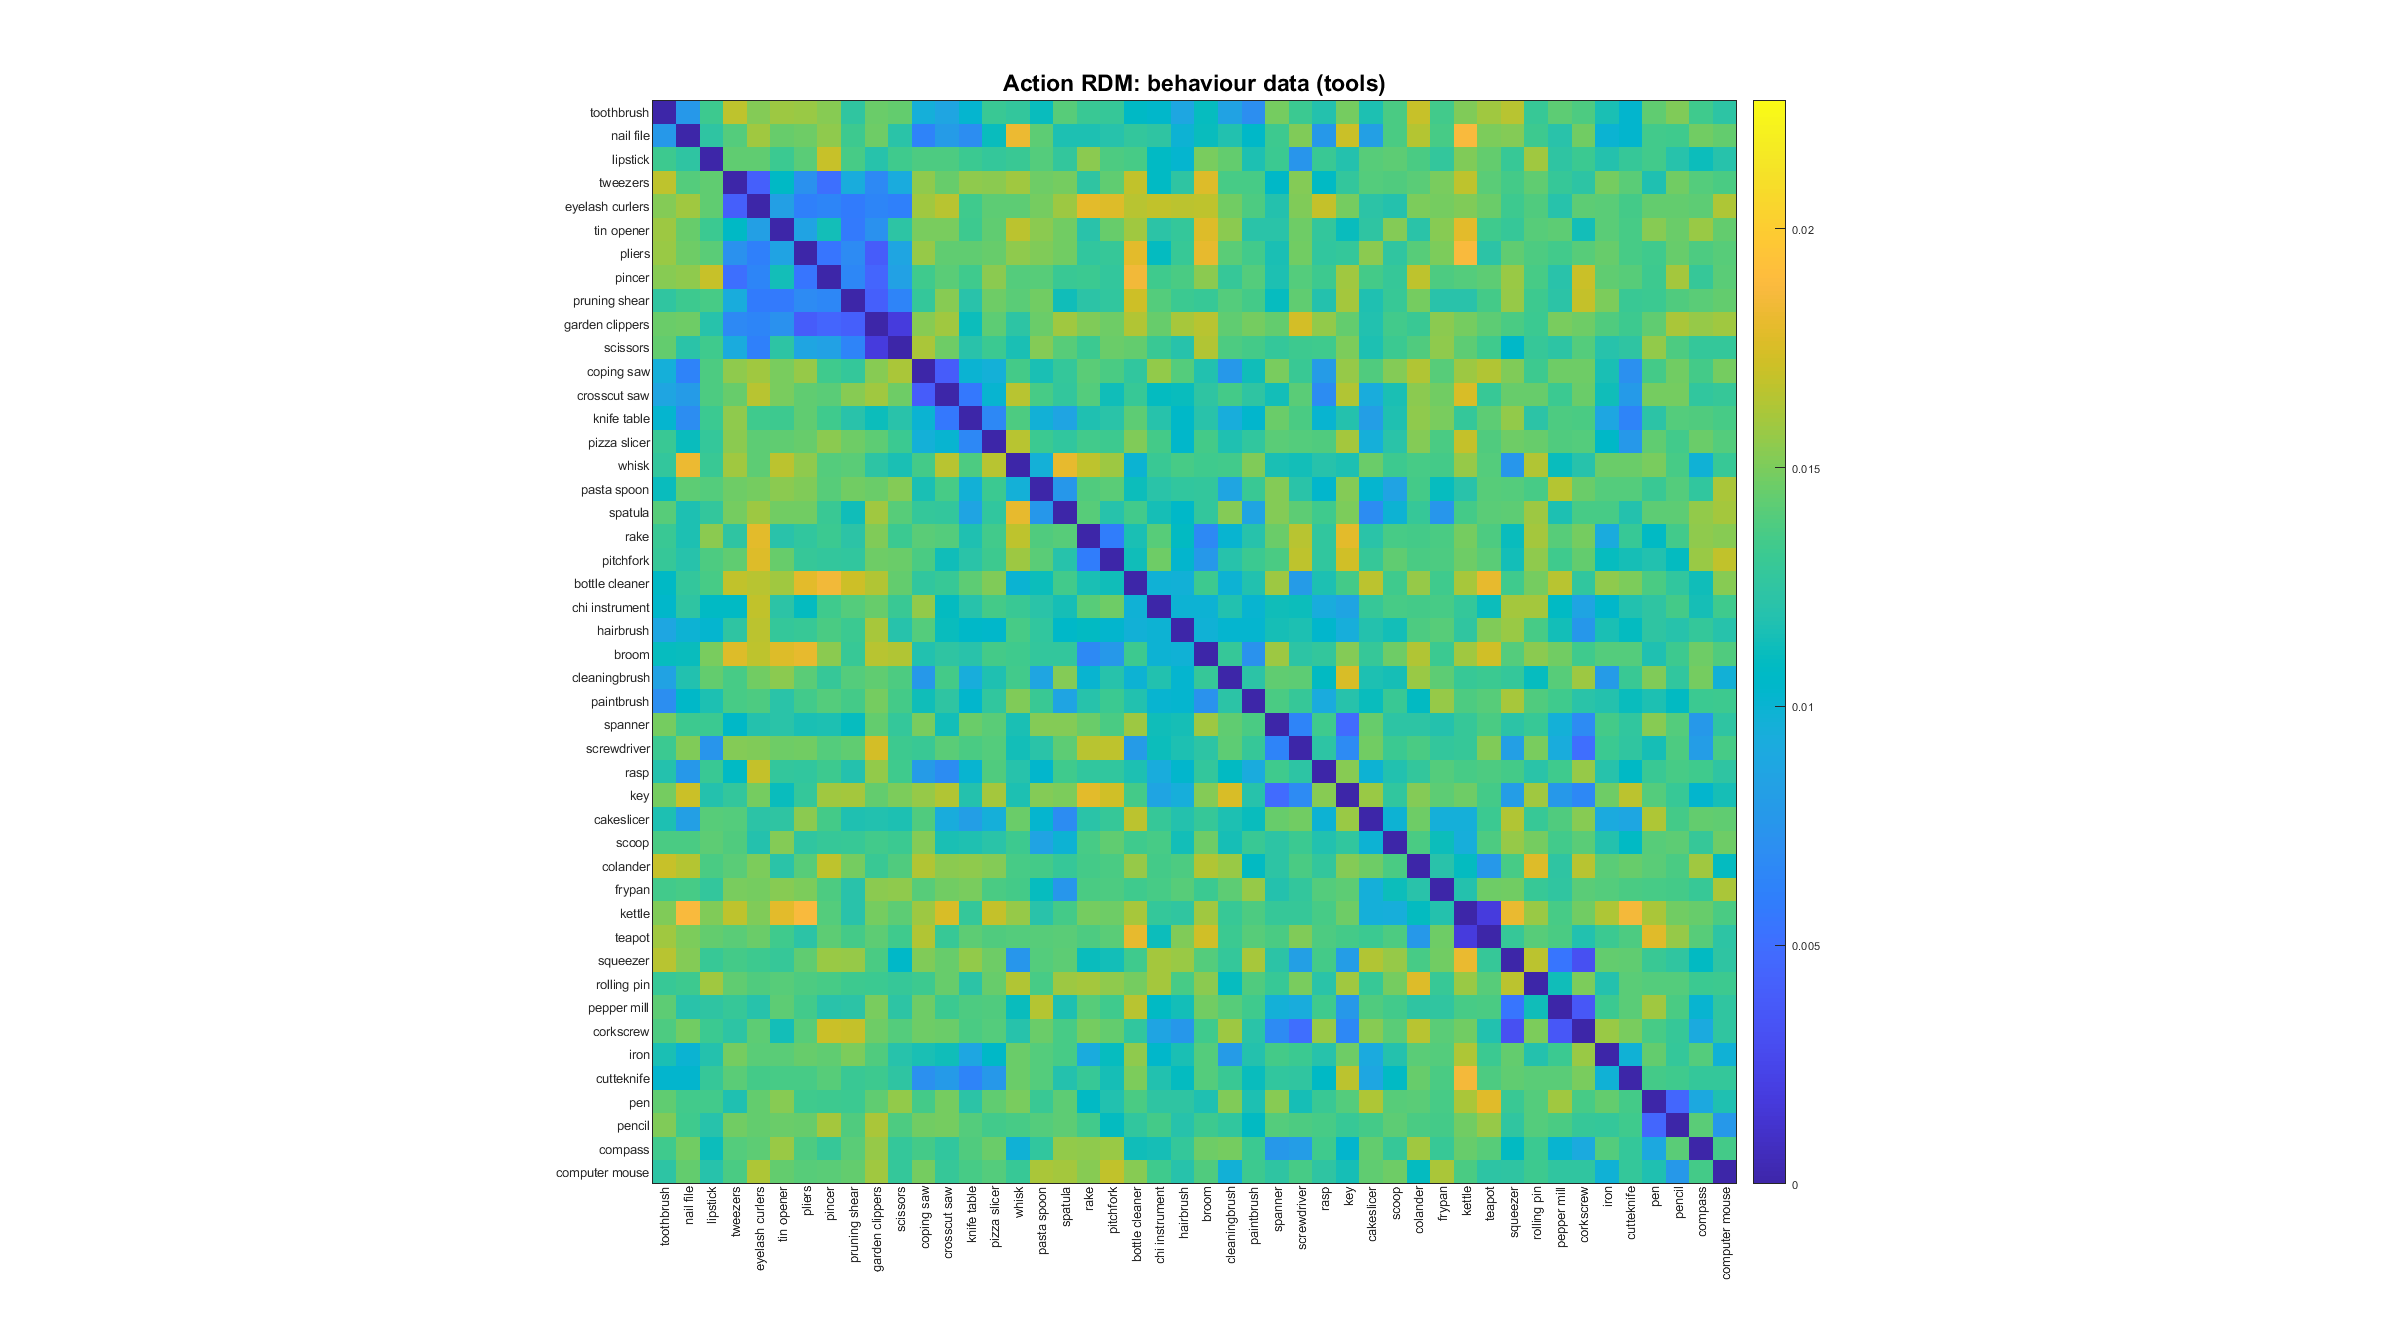 Action RDM: behaviour data (tools)
toothbrush
nail file
lipstick
tweezers
eyelash curlers
tin opener
pliers
pincer
pruning shear
garden clippers
scissors
coping saw
crosscut saw
knife table
pizza slicer
whisk
pasta spoon
spatula
rake
pitchfork
bottle cleaner
chi instrument
hairbrush
broom
cleaningbrush
paintbrush
spanner
screwdriver
rasp
key
cakeslicer
scoop
colander
frypan
kettle
teapot
squeezer
rolling pin
pepper mill
corkscrew
iron
cutteknife
pen
pencil
compass
computer mouse
toothbrush
nail file
lipstick
tweezers
eyelash curlers
tin opener
pliers
pincer
pruning shear
garden clippers
scissors
coping saw
crosscut saw
knife table
pizza slicer
whisk
pasta spoon
spatula
rake
pitchfork
bottle cleaner
chi instrument
hairbrush
broom
cleaningbrush
paintbrush
spanner
screwdriver
rasp
key
cakeslicer
scoop
colander
frypan
kettle
teapot
squeezer
rolling pin
pepper mill
corkscrew
iron
cutteknife
pen
pencil
compass
computer mouse
0.02
0.015
0.01
0.005
0